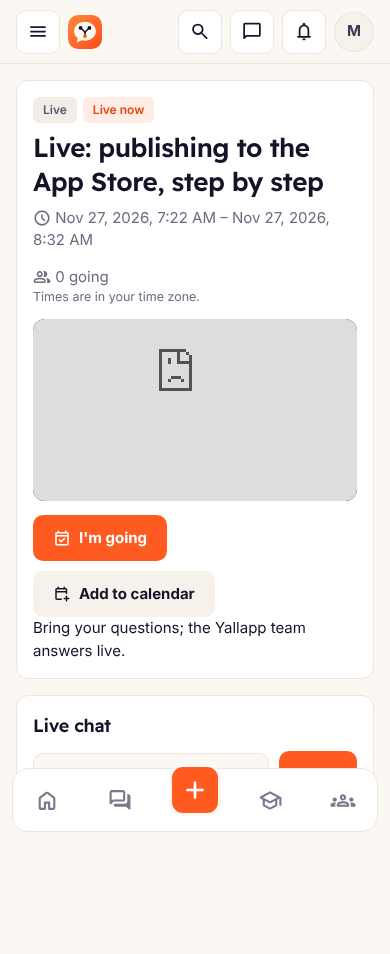 M
Live
Live now
Live: publishing to the
App Store, step by step
Nov 27, 2026, 7:22 AM – Nov 27, 2026,
8:32 AM
0 going
Times are in your time zone.
I'm going
Add to calendar
Bring your questions; the Yallapp team
answers live.
Live chat